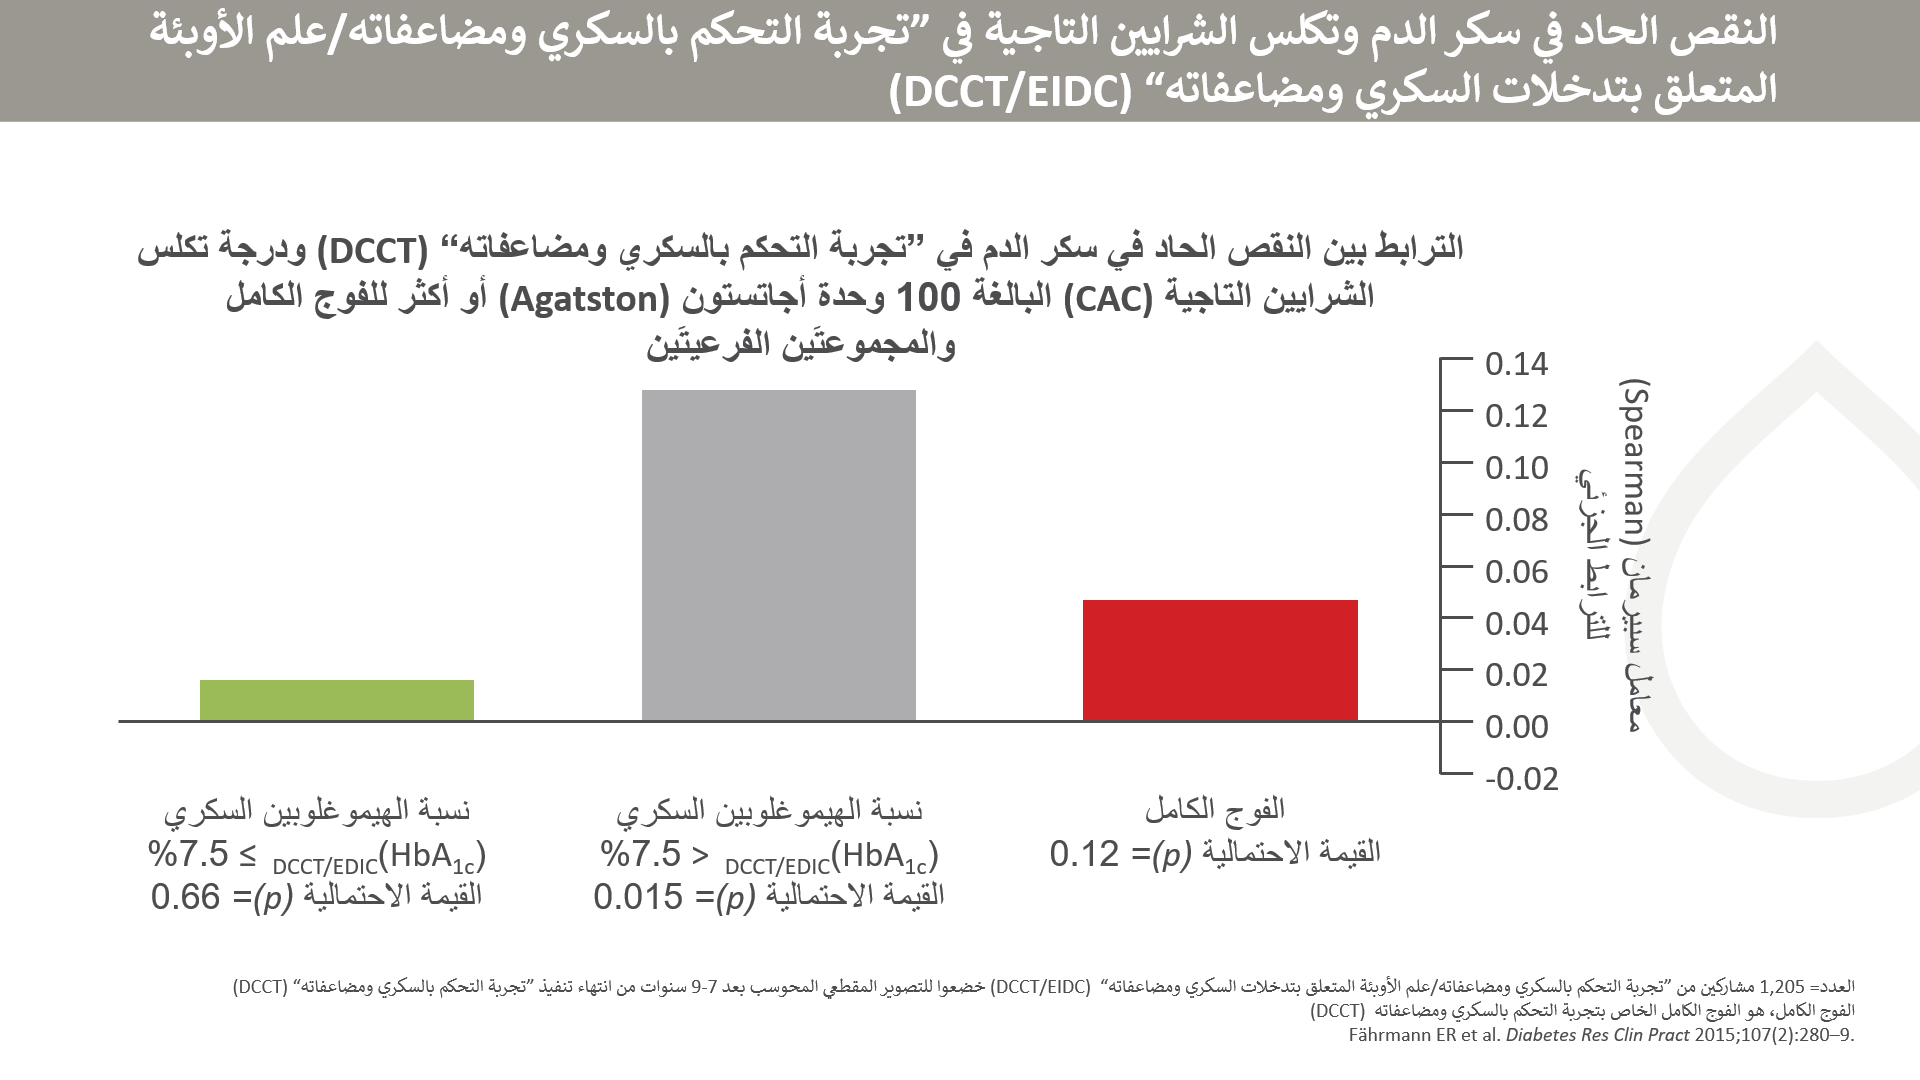 النقص الحاد في سكر الدم وتكلس الشرايين التاجية في ”تجربة التحكم بالسكري ومضاعفاته/علم الأوبئة
المتعلق بتدخلات السكري ومضاعفاته“ (DCCT/EIDC)
الترابط بين النقص الحاد في سكر الدم في ”تجربة التحكم بالسكري ومضاعفاته“ (DCCT) ودرجة تكلس
الشرايين التاجية (CAC) البالغة 100 وحدة أجاتستون (Agatston) أو أكثر للفوج الكامل
والمجموعتَين الفرعيتَين
0.14
0.12
0.10
0.08
0.06
0.04
0.02
0.00
-0.02
معامل سبيرمان (Spearman)
للترابط الجزئي
الفوج الكامل
القيمة الاحتمالية (p)= 0.12
نسبة الهيموغلوبين السكري
(HbA1c)DCCT/EDIC > 7.5%
القيمة الاحتمالية (p)= 0.015
نسبة الهيموغلوبين السكري
(HbA1c)DCCT/EDIC ≥ 7.5%
القيمة الاحتمالية (p)= 0.66
العدد= 1,205 مشاركين من ”تجربة التحكم بالسكري ومضاعفاته/علم الأوبئة المتعلق بتدخلات السكري ومضاعفاته“ (DCCT/EIDC) خضعوا للتصوير المقطعي المحوسب بعد 7-9 سنوات من انتهاء تنفيذ ”تجربة التحكم بالسكري ومضاعفاته“ (DCCT)
الفوج الكامل، هو الفوج الكامل الخاص بتجربة التحكم بالسكري ومضاعفاته (DCCT)
Fährmann ER et al. Diabetes Res Clin Pract 2015;107(2):280–9.